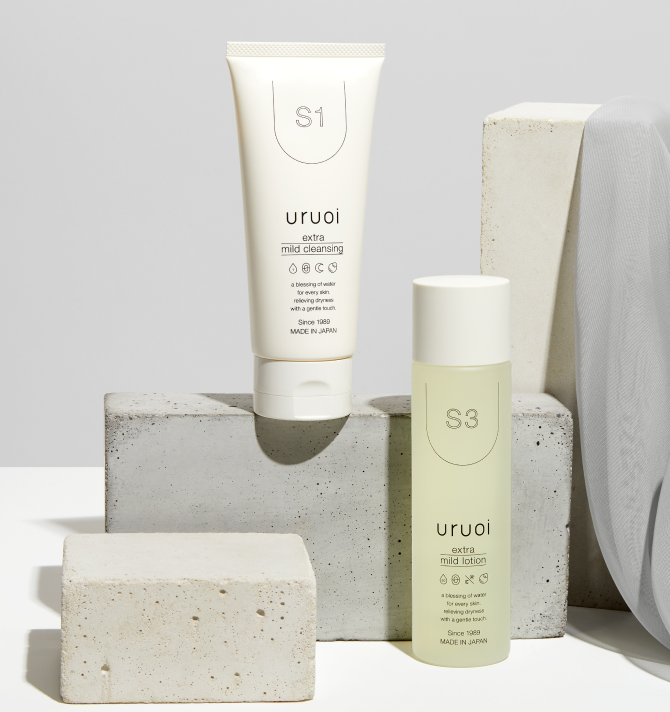 S1
uruoi
extra
mild cleansing
a blessing of water
for every skin.
relieving dryness
with a gentle touch.
Since 1989
MADE IN JAPAN
S3
uruoi
extra
mild lotion
a blessing of water
for every skin.
relieving dryness
with a gentle touch.
Since 1989
MADE IN JAPAN